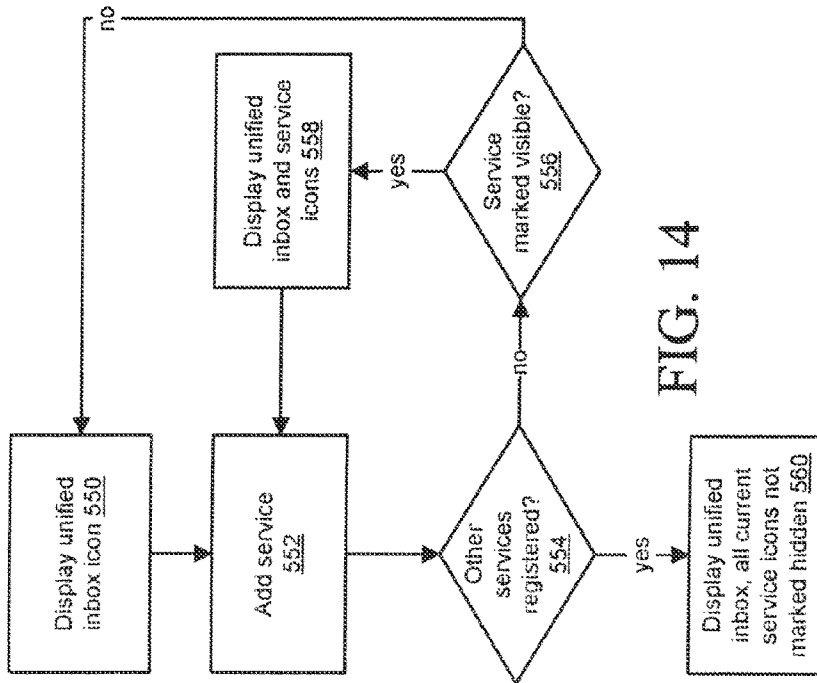 Display unified
inbox icon 550
Add service
552
Other
services
registered?
554
yes
Display unified
inbox, all current
service icons not
marked hidden 560
no
Service
marked visible?
556
yes
Display unified
inbox and service
icons 558
no
FIG. 14